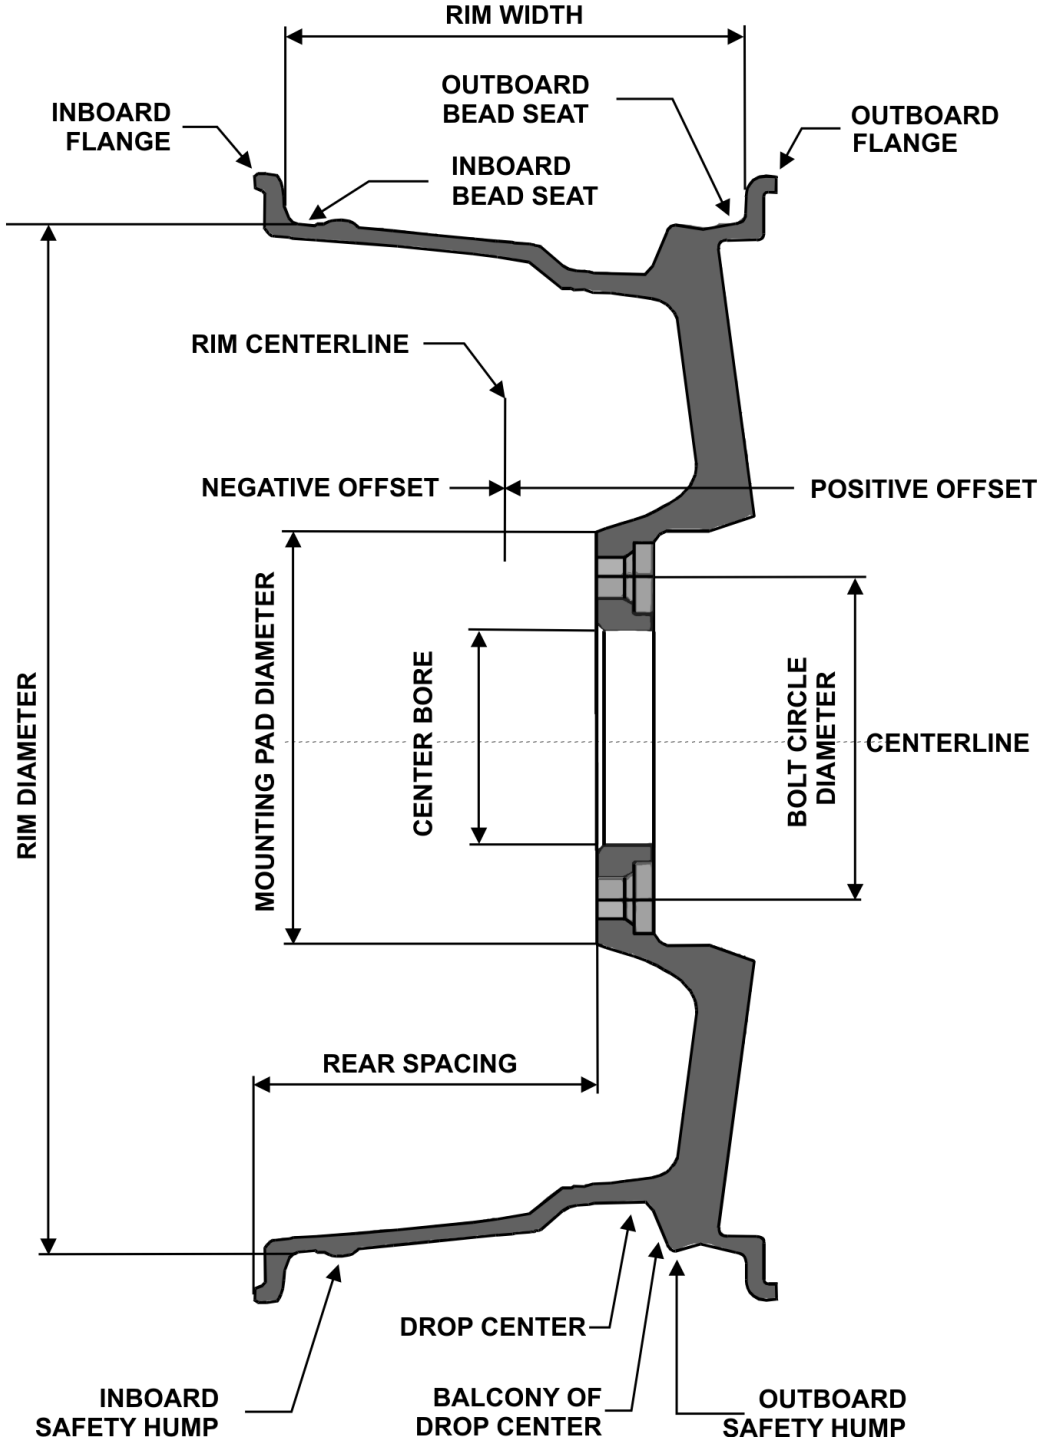 RIM WIDTH
OUTBOARD
BEAD SEAT
INBOARD
FLANGE
OUTBOARD
FLANGE
INBOARD
BEAD SEAT
RIM CENTERLINE
NEGATIVE OFFSET
POSITIVE OFFSET
RIM DIAMETER
MOUNTING PAD DIAMETER
CENTER BORE
BOLT CIRCLE
DIAMETER
CENTERLINE
REAR SPACING
DROP CENTER
INBOARD
SAFETY HUMP
BALCONY OF
DROP CENTER
OUTBOARD
SAFETY HUMP